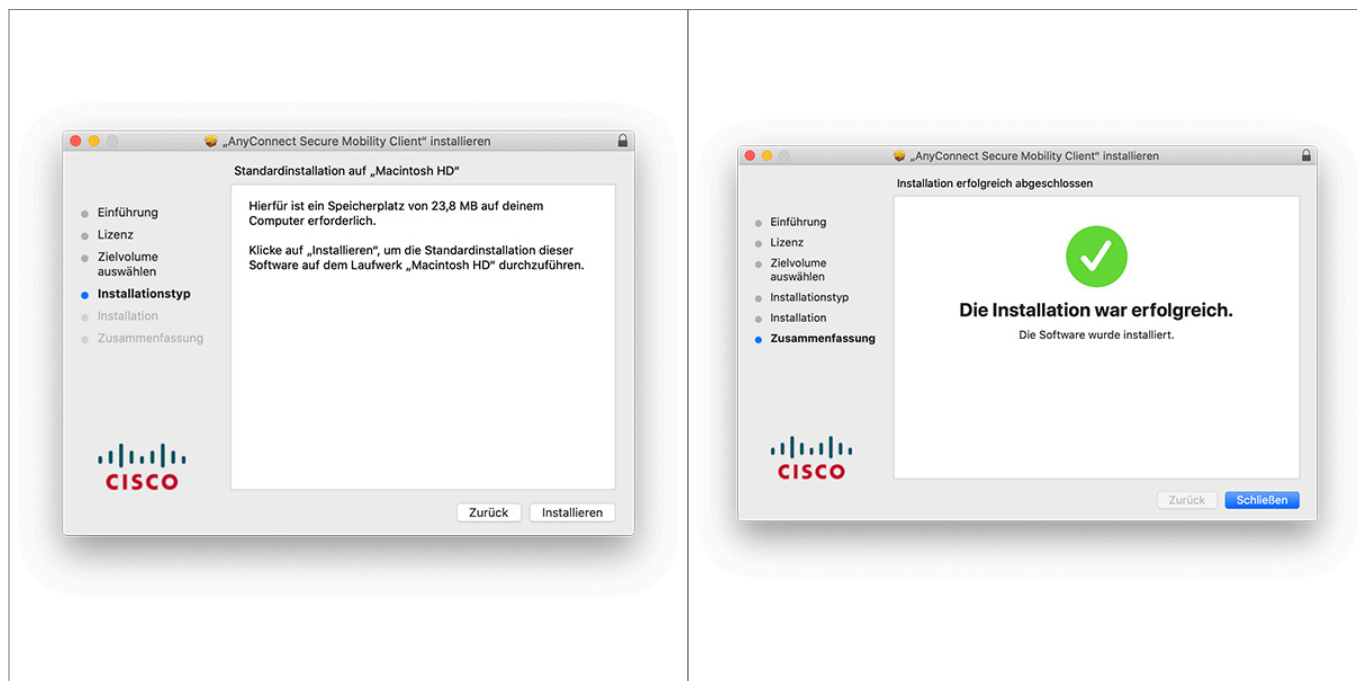 „AnyConnect Secure Mobility Client“ installieren
Standardinstallation auf „Macintosh HD“
Einführung
Lizenz
Zielvolume
auswählen
Installationstyp
Installation
Zusammenfassung
Hierfür ist ein Speicherplatz von 23,8 MB auf deinem
Computer erforderlich.
Klicke auf „Installieren“, um die Standardinstallation dieser
Software auf dem Laufwerk „Macintosh HD“ durchzuführen.
CISCO
Zurück
Installieren
„AnyConnect Secure Mobility Client“ installieren
Installation erfolgreich abgeschlossen
Einführung
Lizenz
Zielvolume
auswählen
Installationstyp
Installation
Zusammenfassung
Die Installation war erfolgreich.
Die Software wurde installiert.
CISCO
Zurück
Schließen